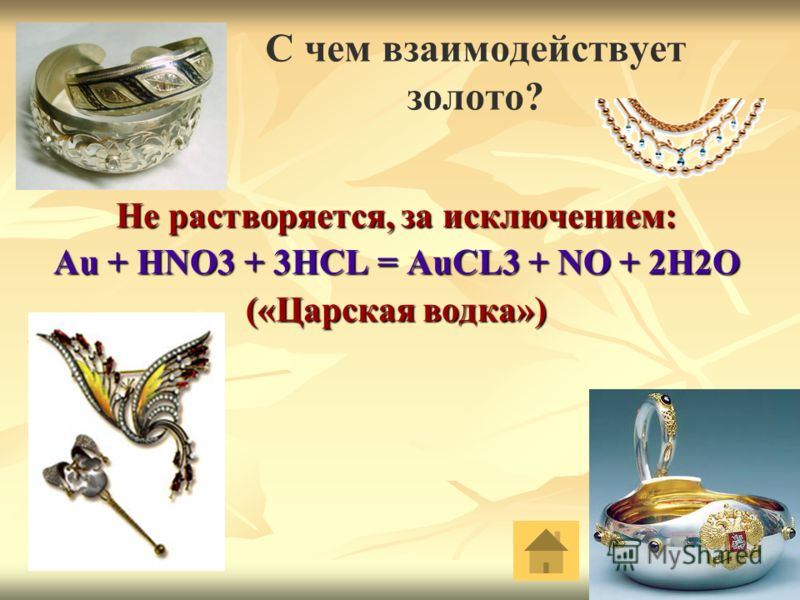 С чем взаимодействует
золото?
Не растворяется, за исключением:
Au + HNO3 + 3HCL = AuCL3 + NO + 2H2O
(«Царская водка»)
MyShared